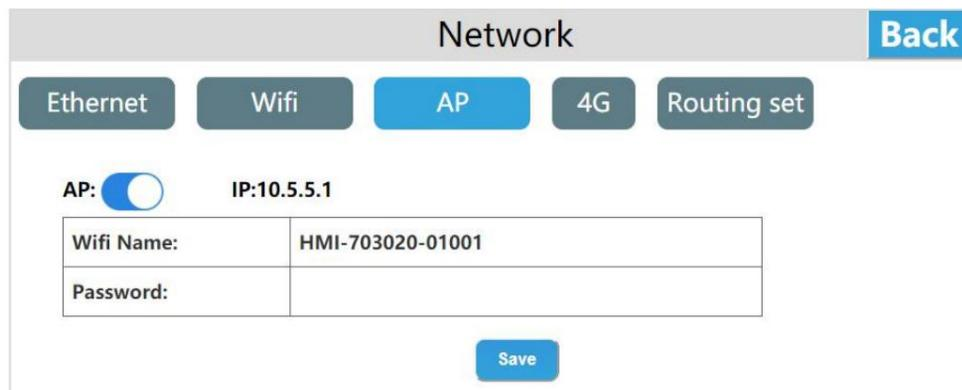 Network Back
Ethernet Wifi AP 4G Routing set
AP: IP:10.5.5.1
Wifi Name: HMI-703020-01001
Password:
Save